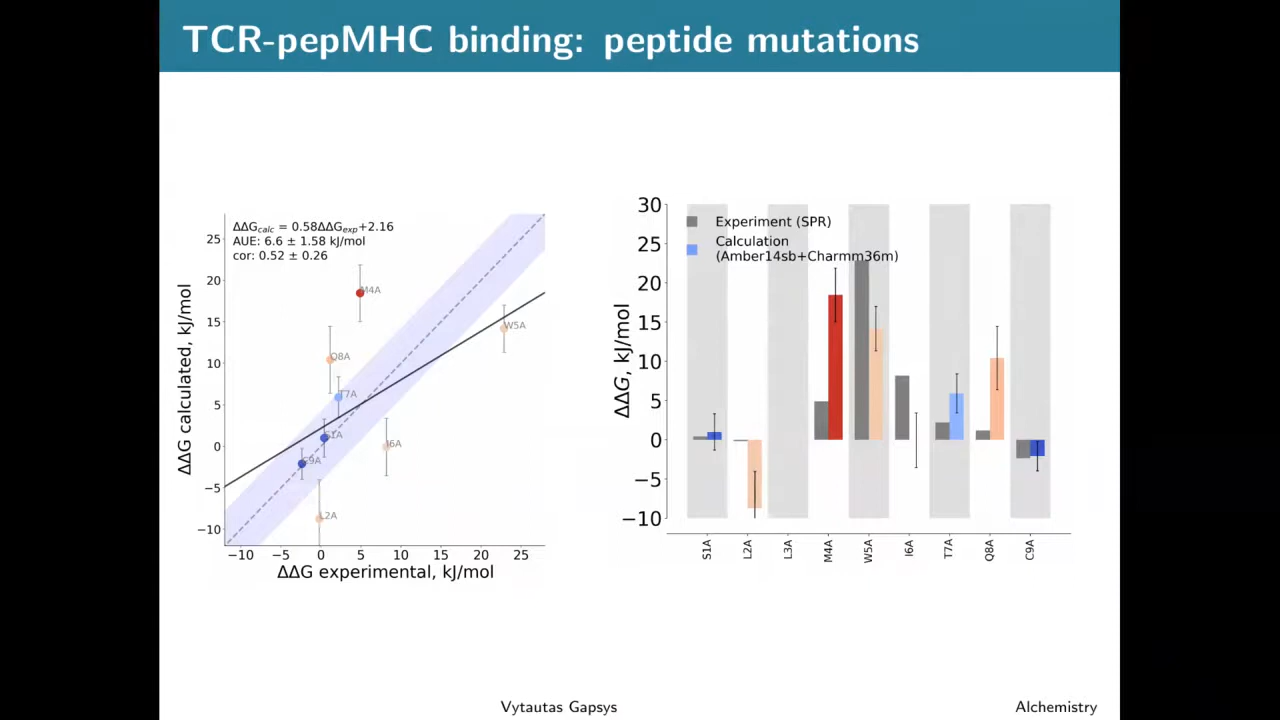 TCR-pepMHC binding: peptide mutations
ΔΔG calculated, kJ/mol
25
20
15
10
5
0
−5
−10
ΔΔGcalc = 0.58ΔΔGexp+2.16
AUE: 6.6 ± 1.58 kJ/mol
cor: 0.52 ± 0.26
M4A
W5A
Q8A
T7A
S1A
I6A
C9A
L2A
−10 −5 0 5 10 15 20 25
ΔΔG experimental, kJ/mol
ΔΔG, kJ/mol
30
25
20
15
10
5
0
−5
−10
Experiment (SPR)
Calculation
(Amber14sb+Charmm36m)
S1A L2A L3A M4A W5A I6A T7A Q8A C9A
Vytautas Gapsys
Alchemistry